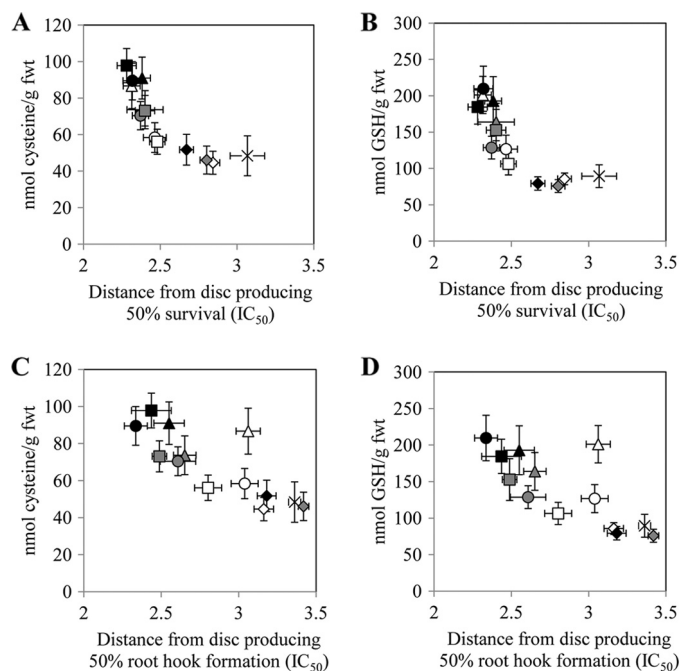 A
120
100
80
60
40
20
0
nmol cysteine/g fwt
2
2.5
3
3.5
Distance from disc producing
50% survival (IC50)
B
300
250
200
150
100
50
0
nmol GSH/g fwt
2
2.5
3
3.5
Distance from disc producing
50% survival (IC50)
C
120
100
80
60
40
20
0
nmol cysteine/g fwt
2
2.5
3
3.5
Distance from disc producing
50% root hook formation (IC50)
D
300
250
200
150
100
50
0
nmol GSH/g fwt
2
2.5
3
3.5
Distance from disc producing
50% root hook formation (IC50)